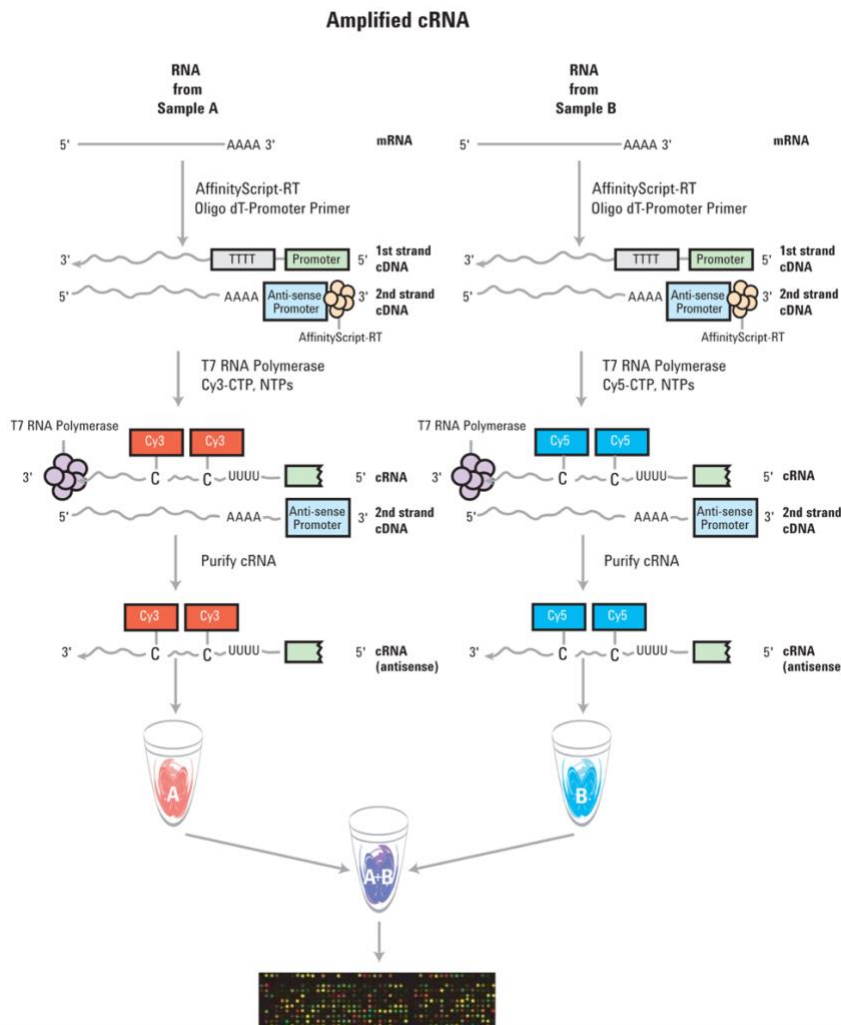 Amplified cRNA
RNA
from
Sample A
RNA
from
Sample B
5' AAAA 3' mRNA
5' AAAA 3' mRNA
AffinityScript-RT
Oligo dT-Promoter Primer
AffinityScript-RT
Oligo dT-Promoter Primer
3' TTTT Promoter 5' 1st strand
cDNA
3' TTTT Promoter 5' 1st strand
cDNA
5' AAAA Anti-sense
Promoter 3' 2nd strand
cDNA
5' AAAA Anti-sense
Promoter 3' 2nd strand
cDNA
AffinityScript-RT
AffinityScript-RT
T7 RNA Polymerase
Cy3-CTP, NTPs
T7 RNA Polymerase
Cy5-CTP, NTPs
T7 RNA Polymerase
Cy3 Cy3
T7 RNA Polymerase
Cy5 Cy5
3' C C UUUU 5' cRNA
3' C C UUUU 5' cRNA
5' AAAA Anti-sense
Promoter 3' 2nd strand
cDNA
5' AAAA Anti-sense
Promoter 3' 2nd strand
cDNA
Purify cRNA
Purify cRNA
Cy3 Cy3
Cy5 Cy5
3' C C UUUU 5' cRNA
(antisense)
3' C C UUUU 5' cRNA
(antisense
A
B
A+B